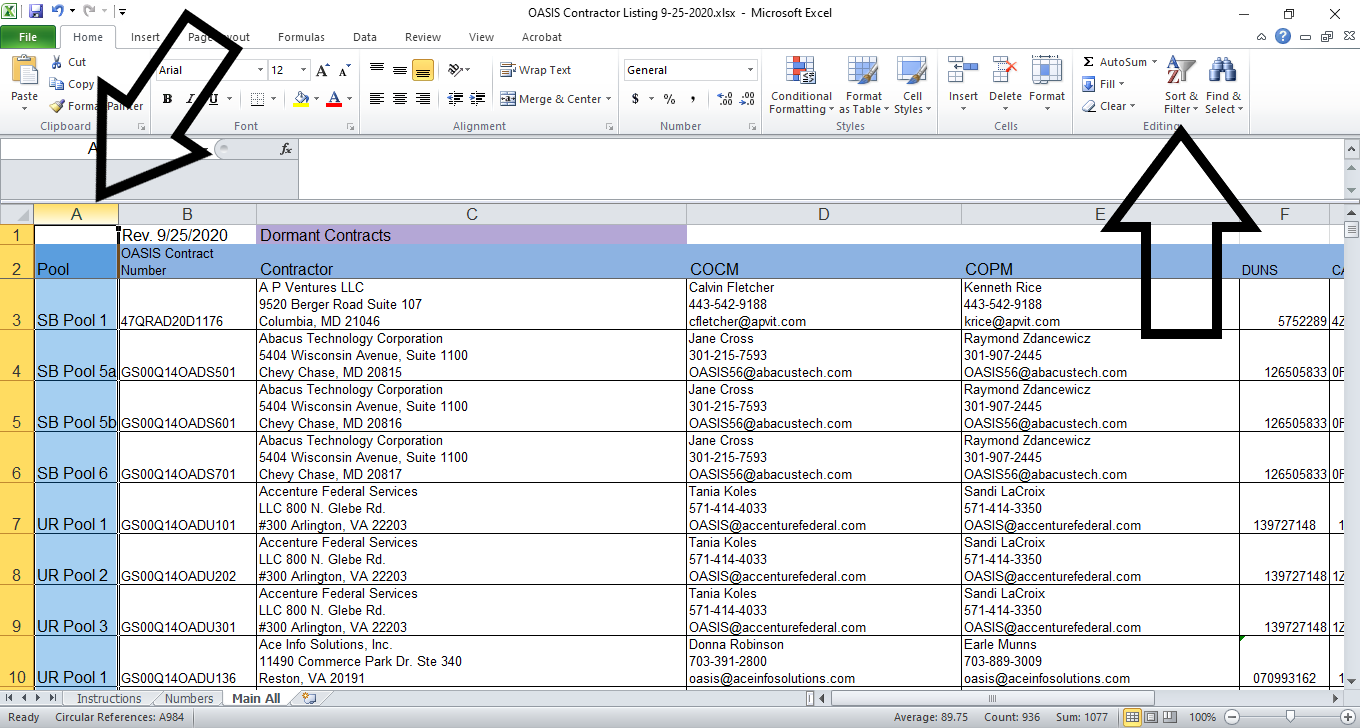 OASIS Contractor Listing 9-25-2020.xlsx - Microsoft Excel
File Home Insert Formulas Data Review View Acrobat
Paste
Cut
Copy
Clipboard
Arial 12
B I U
Font
Wrap Text
Merge & Center
Alignment
General
$ % ,
Number
Conditional Formatting
Format as Table
Cell Styles
Styles
Insert Delete Format
Cells
Σ AutoSum
Fill
Clear
Sort & Filter
Find & Select
Editing
fx
A B C D E F
1 Rev. 9/25/2020 Dormant Contracts
OASIS Contract
2 Pool Number Contractor COCM COPM DUNS
A P Ventures LLC Calvin Fletcher Kenneth Rice
9520 Berger Road Suite 107 443-542-9188 443-542-9188
3 SB Pool 1 47QRAD20D1176 Columbia, MD 21046 cfletcher@apvit.com krice@apvit.com 5752289 4Z
Abacus Technology Corporation Jane Cross Raymond Zdancewicz
5404 Wisconsin Avenue, Suite 1100 301-215-7593 301-907-2445
4 SB Pool 5a GS00Q14OADS501 Chevy Chase, MD 20815 OASIS56@abacustech.com OASIS56@abacustech.com 126505833 0F
Abacus Technology Corporation Jane Cross Raymond Zdancewicz
5404 Wisconsin Avenue, Suite 1100 301-215-7593 301-907-2445
5 SB Pool 5b GS00Q14OADS601 Chevy Chase, MD 20816 OASIS56@abacustech.com OASIS56@abacustech.com 126505833 0F
Abacus Technology Corporation Jane Cross Raymond Zdancewicz
5404 Wisconsin Avenue, Suite 1100 301-215-7593 301-907-2445
6 SB Pool 6 GS00Q14OADS701 Chevy Chase, MD 20817 OASIS56@abacustech.com OASIS56@abacustech.com 126505833 0F
Accenture Federal Services Tania Koles Sandi LaCroix
LLC 800 N. Glebe Rd. 571-414-4033 571-414-3350
7 UR Pool 1 GS00Q14OADU101 #300 Arlington, VA 22203 OASIS@accenturefederal.com OASIS@accenturefederal.com 139727148 1
Accenture Federal Services Tania Koles Sandi LaCroix
LLC 800 N. Glebe Rd. 571-414-4033 571-414-3350
8 UR Pool 2 GS00Q14OADU202 #300 Arlington, VA 22203 OASIS@accenturefederal.com OASIS@accenturefederal.com 139727148 1Z
Accenture Federal Services Tania Koles Sandi LaCroix
LLC 800 N. Glebe Rd. 571-414-4033 571-414-3350
9 UR Pool 3 GS00Q14OADU301 #300 Arlington, VA 22203 OASIS@accenturefederal.com OASIS@accenturefederal.com 139727148 1Z
Ace Info Solutions, Inc. Donna Robinson Earle Munns
11490 Commerce Park Dr. Ste 340 703-391-2800 703-889-3009
10 UR Pool 1 GS00Q14OADU136 Reston, VA 20191 oasis@aceinfosolutions.com oasis@aceinfosolutions.com 070993162 1
Instructions Numbers Main All
Ready Circular References: A984 Average: 89.75 Count: 936 Sum: 1077 100%